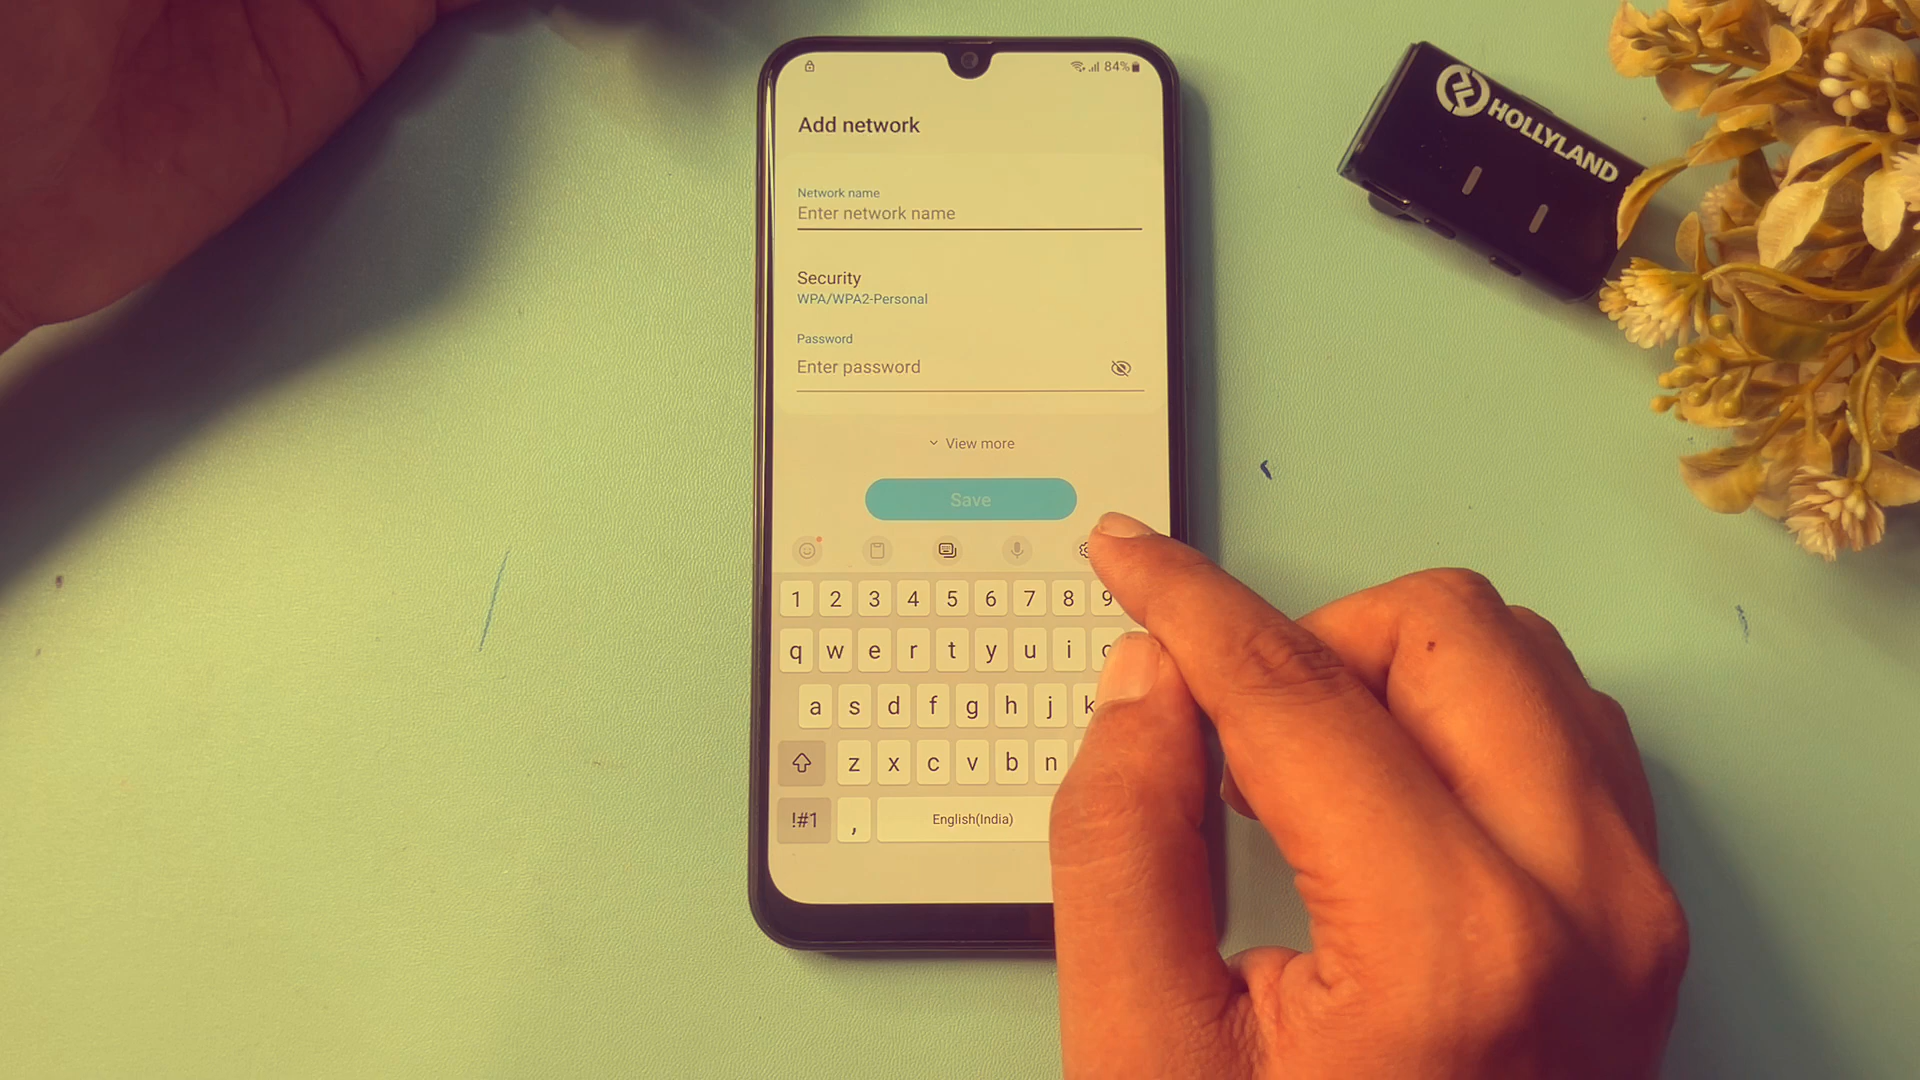 84%
Add network
Network name
Enter network name
Security
WPA/WPA2-Personal
Password
Enter password
View more
Save
1 2 3 4 5 6 7 8 9
q w e r t y u i
a s d f g h j k
z x c v b n
!#1 , English(India)
HOLLYLAND